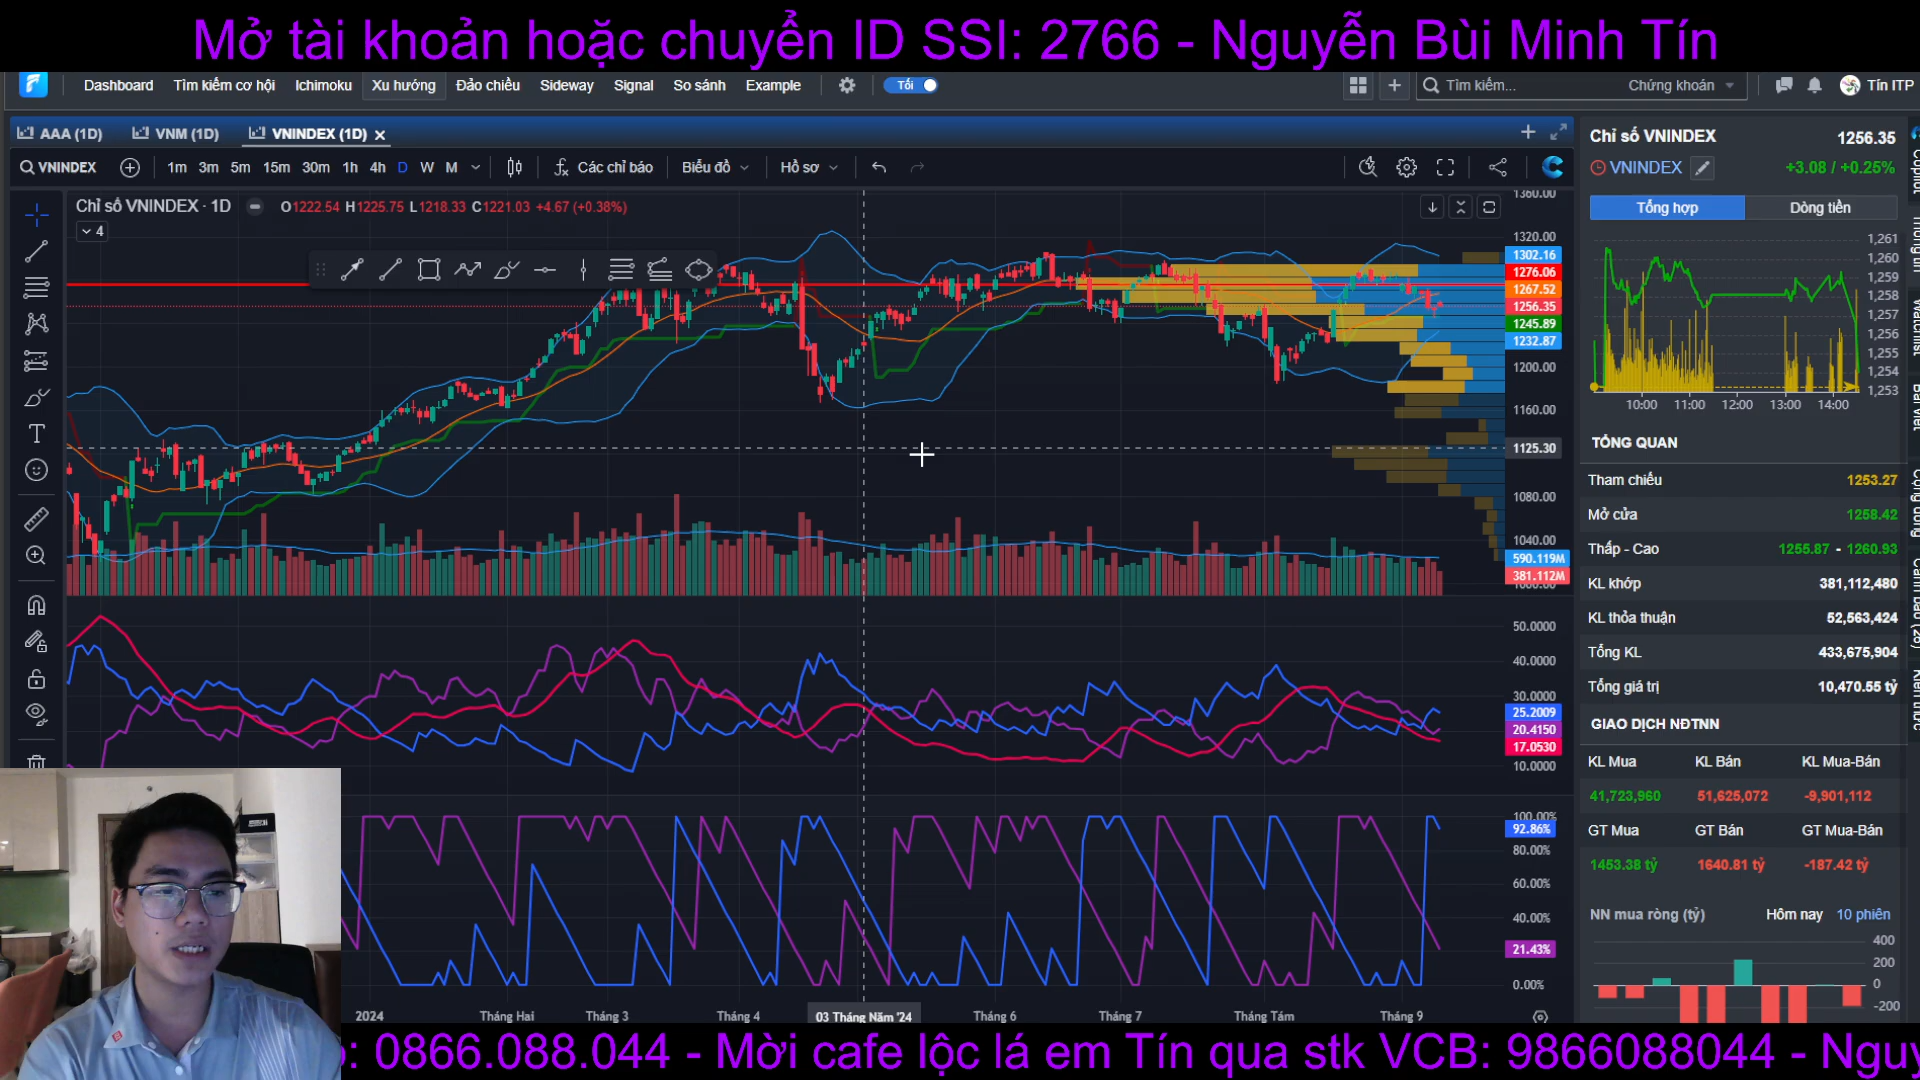 Mở tài khoản hoặc chuyển ID SSI: 2766 - Nguyễn Bùi Minh Tín
Dashboard Tìm kiếm cơ hội Ichimoku Xu hướng Đảo chiều Sideway Signal So sánh Example Tối Tìm kiếm... Chứng khoán Tín ITP
AAA (1D) VNM (1D) VNINDEX (1D)
VNINDEX 1m 3m 5m 15m 30m 1h 4h D W M Các chỉ báo Biểu đồ Hồ sơ
Chỉ số VNINDEX · 1D O1222.54 H1225.75 L1218.33 C1221.03 +4.67 (+0.38%)
4
1360.00
1320.00
1302.16
1276.06
1267.52
1256.35
1245.89
1232.87
1200.00
1160.00
1125.30
1080.00
1040.00
590.119M
381.112M
50.0000
40.0000
30.0000
25.2009
20.4150
17.0530
10.0000
100.00%
92.86%
80.00%
60.00%
40.00%
21.43%
0.00%
2024 Tháng Hai Tháng 3 Tháng 4 03 Tháng Năm '24 Tháng 6 Tháng 7 Tháng Tám Tháng 9
Chỉ số VNINDEX 1256.35
VNINDEX +3.08 / +0.25%
Tổng hợp Dòng tiền
1,261
1,260
1,259
1,258
1,257
1,256
1,255
1,254
1,253
10:00 11:00 12:00 13:00 14:00
TỔNG QUAN
Tham chiếu 1253.27
Mở cửa 1258.42
Thấp - Cao 1255.87 - 1260.93
KL khớp 381,112,480
KL thỏa thuận 52,563,424
Tổng KL 433,675,904
Tổng giá trị 10,470.55 tỷ
GIAO DỊCH NĐTNN
KL Mua KL Bán KL Mua-Bán
41,723,960 51,625,072 -9,901,112
GT Mua GT Bán GT Mua-Bán
1453.38 tỷ 1640.81 tỷ -187.42 tỷ
NN mua ròng (tỷ) Hôm nay 10 phiên
400
200
0
-200
Copilot
Watchlist
: 0866.088.044 - Mời cafe lộc lá em Tín qua stk VCB: 9866088044 - Nguy